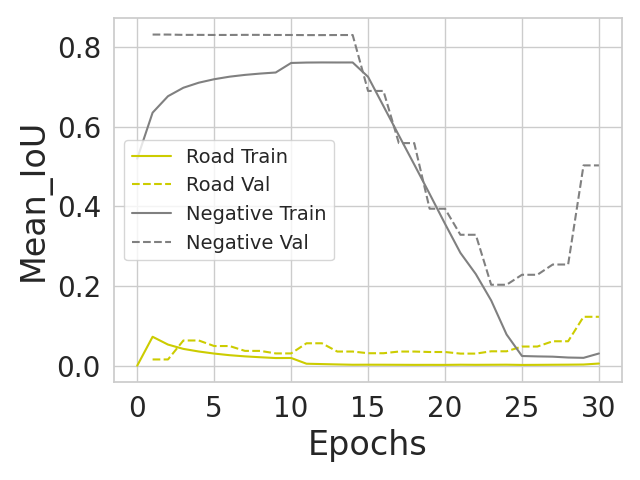 Mean_IoU
0.8
0.6
0.4
0.2
0.0
Road Train
Road Val
Negative Train
Negative Val
0 5 10 15 20 25 30
Epochs